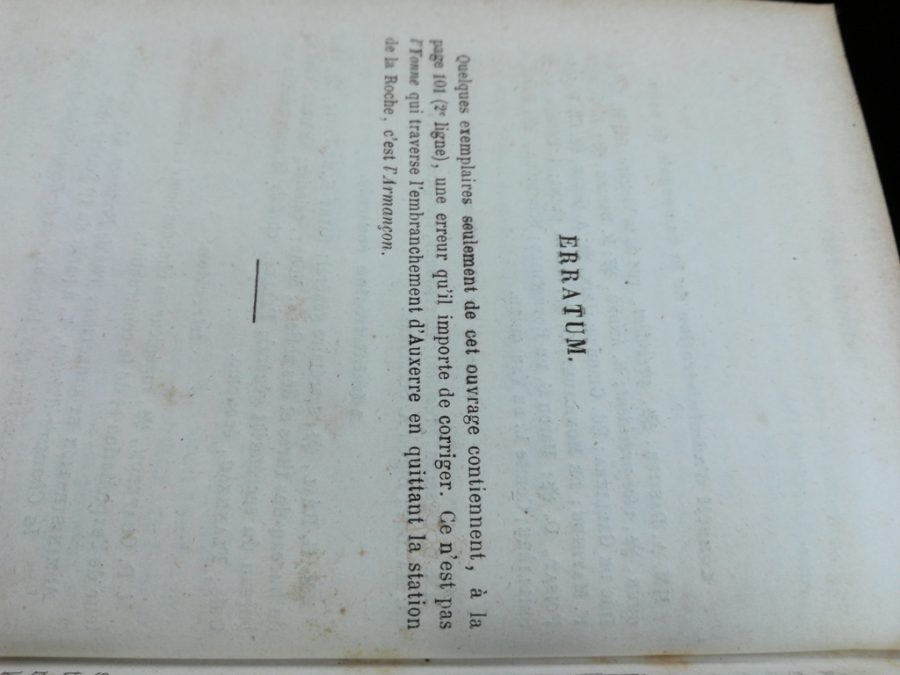 ERRATUM.
Quelques exemplaires seulement de cet ouvrage contiennent, à la
page 101 (2e ligne), une erreur qu'il importe de corriger. Ce n'est pas
l'Yonne qui traverse l'embranchement d'Auxerre en quittant la station
de la Roche, c'est l'Armançon.